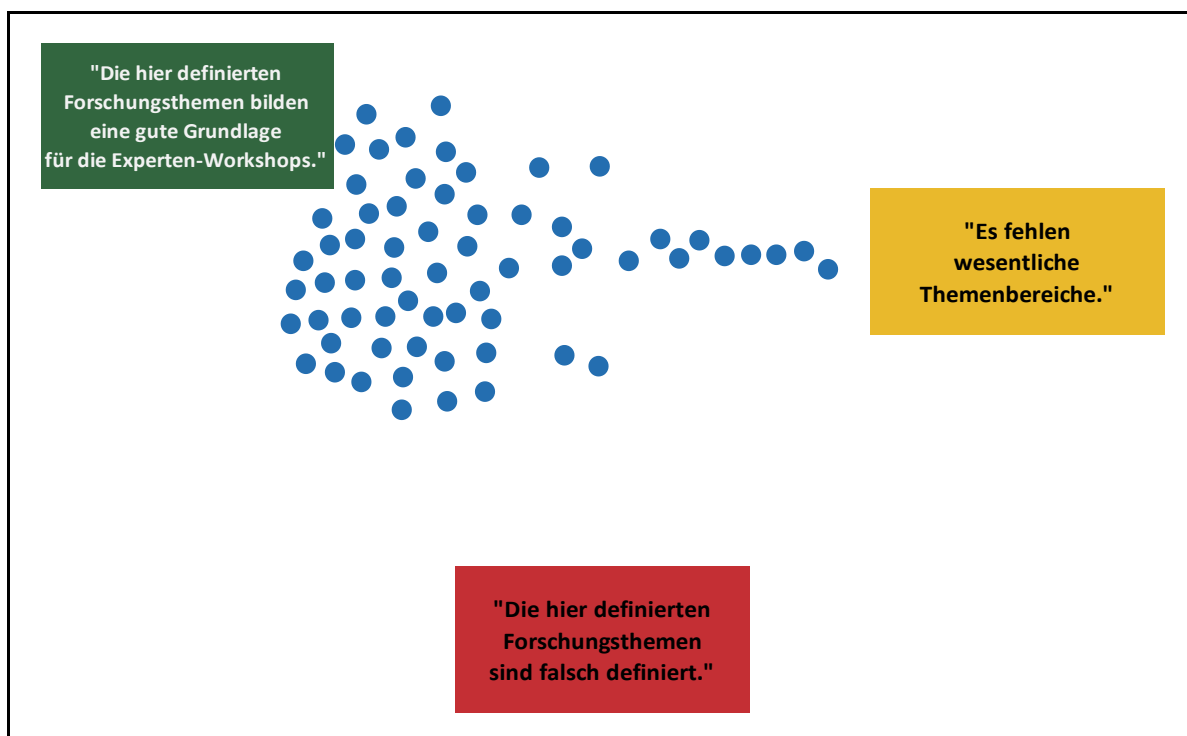 "Die hier definierten
Forschungsthemen bilden
eine gute Grundlage
für die Experten-Workshops."
"Es fehlen
wesentliche
Themenbereiche."
"Die hier definierten
Forschungsthemen
sind falsch definiert."